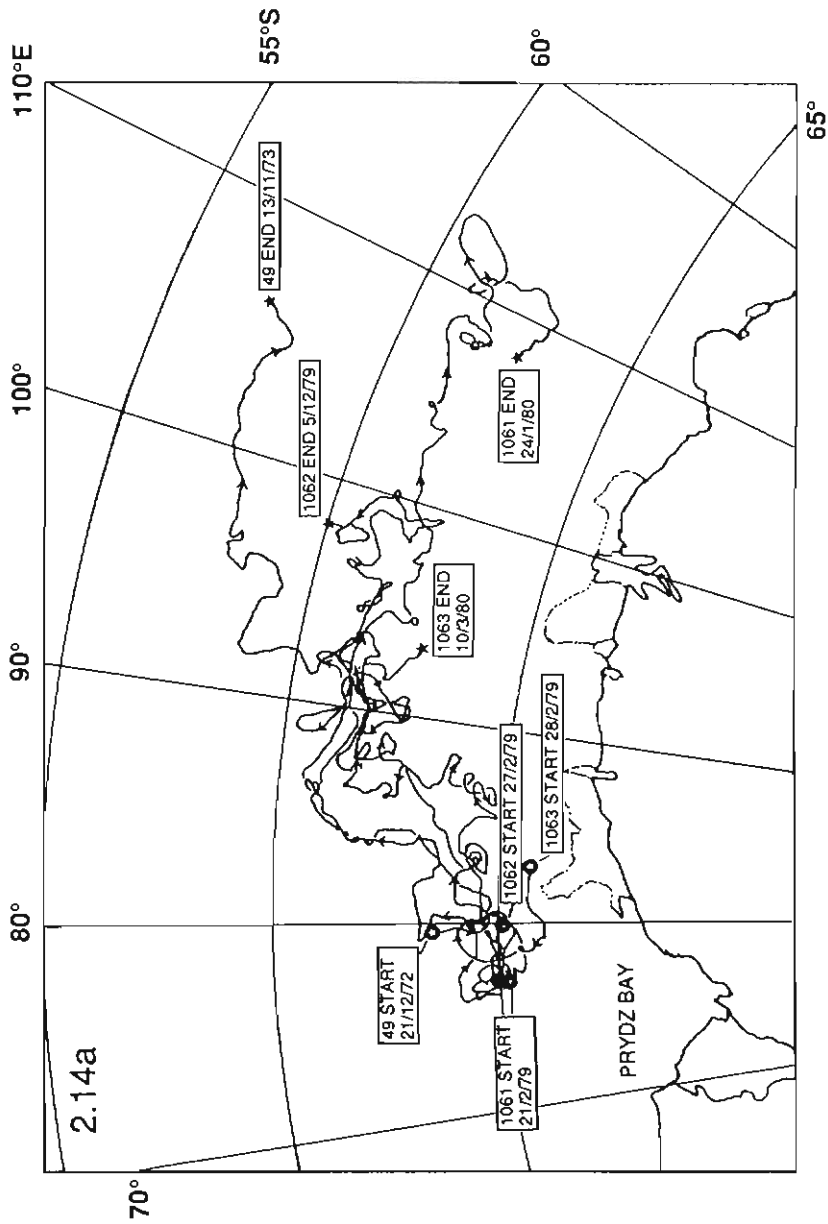 2.14a
70°
80°
90°
100°
110°E
55°S
60°
65°
49 START
21/12/72
49 END 13/11/73
1061 START
21/2/79
1061 END
24/1/80
1062 START 27/2/79
1062 END 5/12/79
1063 START 28/2/79
1063 END
10/3/80
PRYDZ BAY